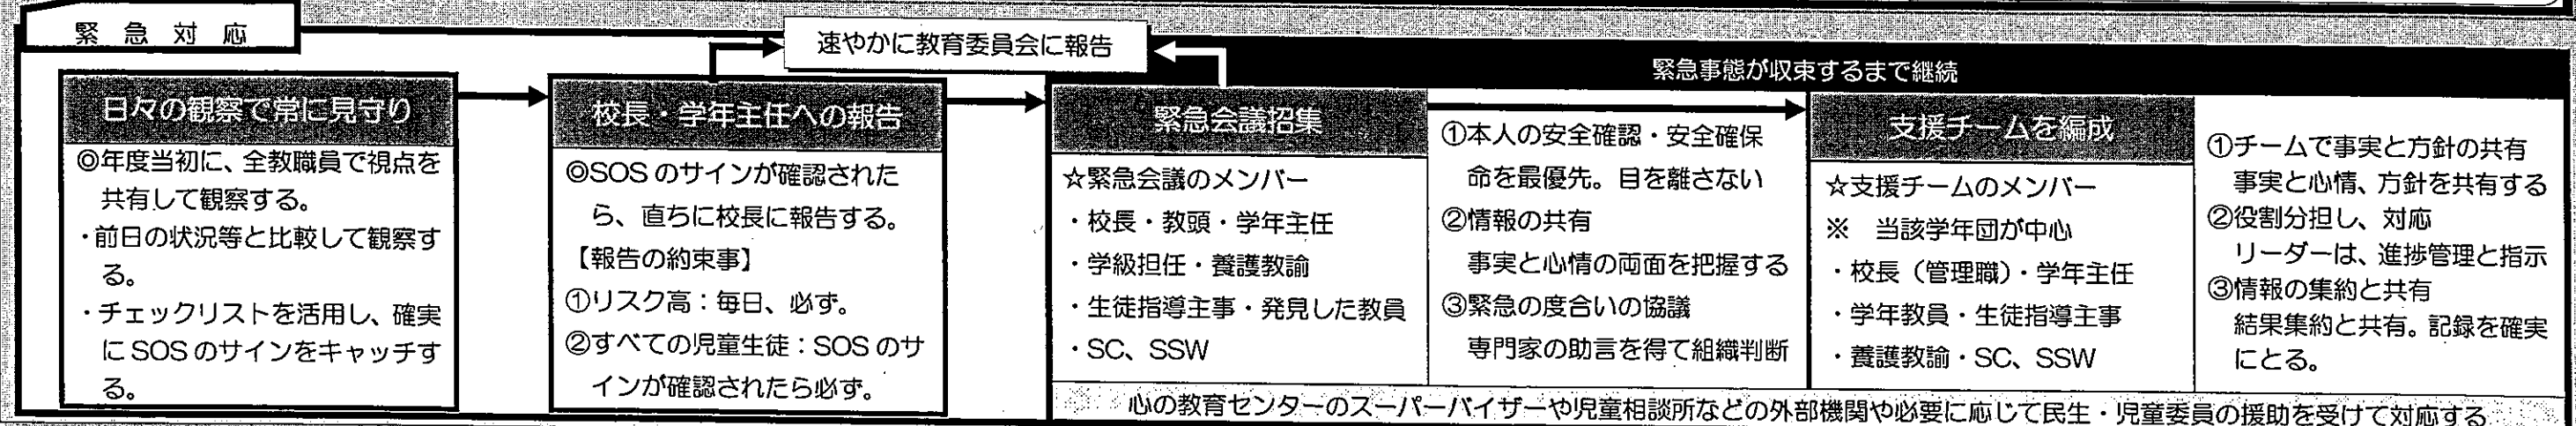 緊急対応
速やかに教育委員会に報告
緊急事態が収束するまで継続
日々の観察で常に見守り
◎年度当初に、全教職員で視点を
共有して観察する。
・前日の状況等と比較して観察す
る。
・チェックリストを活用し、確実
にSOSのサインをキャッチす
る。
校長・学年主任への報告
◎SOSのサインが確認された
ら、直ちに校長に報告する。
【報告の約束事】
①リスク高：毎日、必ず。
②すべての児童生徒：SOSのサ
インが確認されたら必ず。
緊急会議招集
☆緊急会議のメンバー
・校長・教頭・学年主任
・学級担任・養護教諭
・生徒指導主事・発見した教員
・SC、SSW
①本人の安全確認・安全確保
命を最優先。目を離さない
②情報の共有
事実と心情の両面を把握する
③緊急の度合いの協議
専門家の助言を得て組織判断
支援チームを編成
☆支援チームのメンバー
※　当該学年団が中心
・校長（管理職）・学年主任
・学年教員・生徒指導主事
・養護教諭・SC、SSW
①チームで事実と方針の共有
事実と心情、方針を共有する
②役割分担し、対応
リーダーは、進捗管理と指示
③情報の集約と共有
結果集約と共有。記録を確実
にとる。
心の教育センターのスーパーバイザーや児童相談所などの外部機関や必要に応じて民生・児童委員の援助を受けて対応する